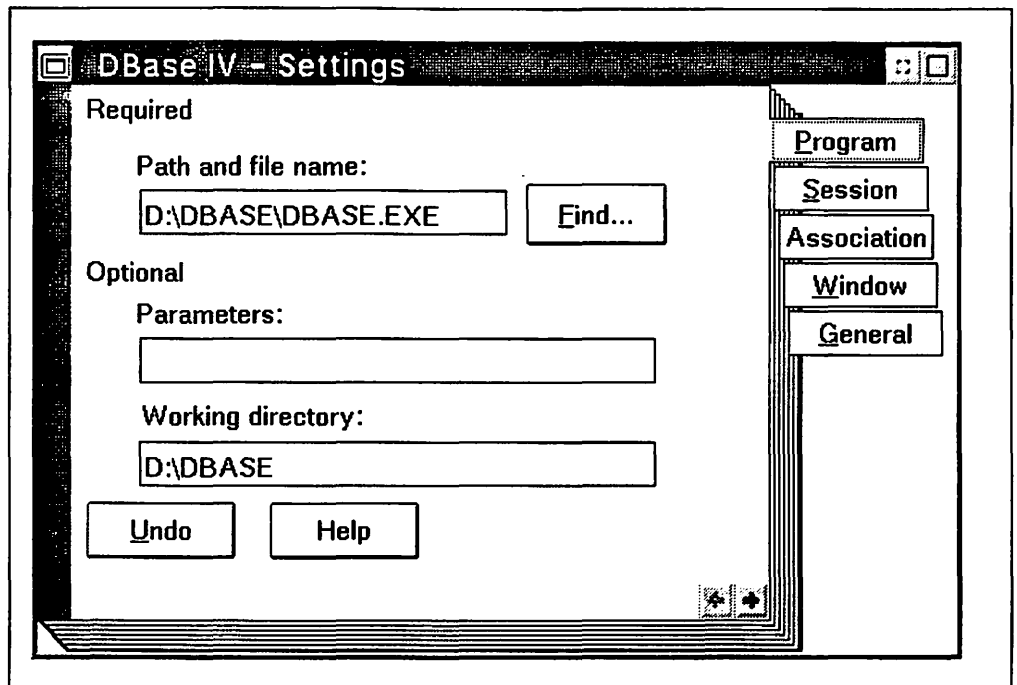 DBase IV – Settings
Required
Path and file name:
D:\DBASE\DBASE.EXE
Find...
Optional
Parameters:
Working directory:
D:\DBASE
Undo
Help
Program
Session
Association
Window
General